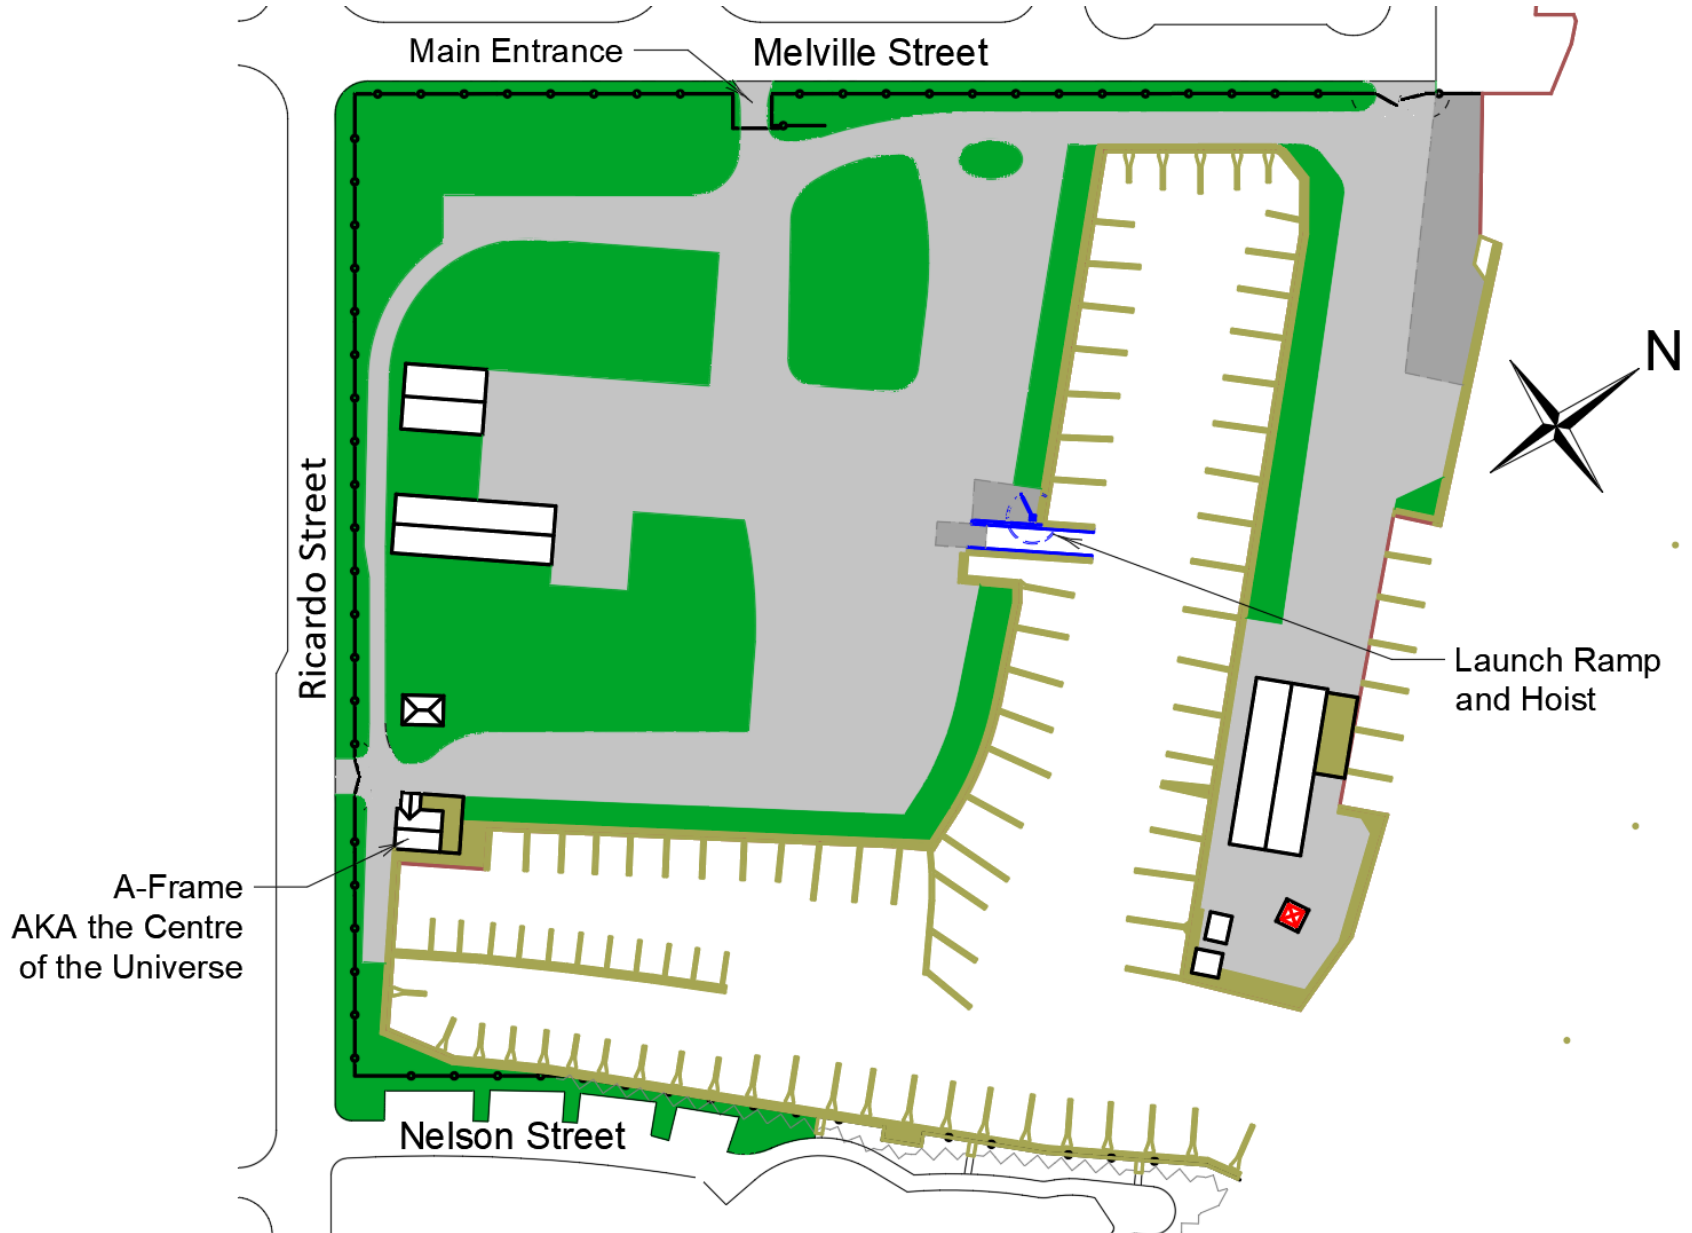 Main Entrance
Melville Street
N
Ricardo Street
Launch Ramp
and Hoist
A-Frame
AKA the Centre
of the Universe
Nelson Street